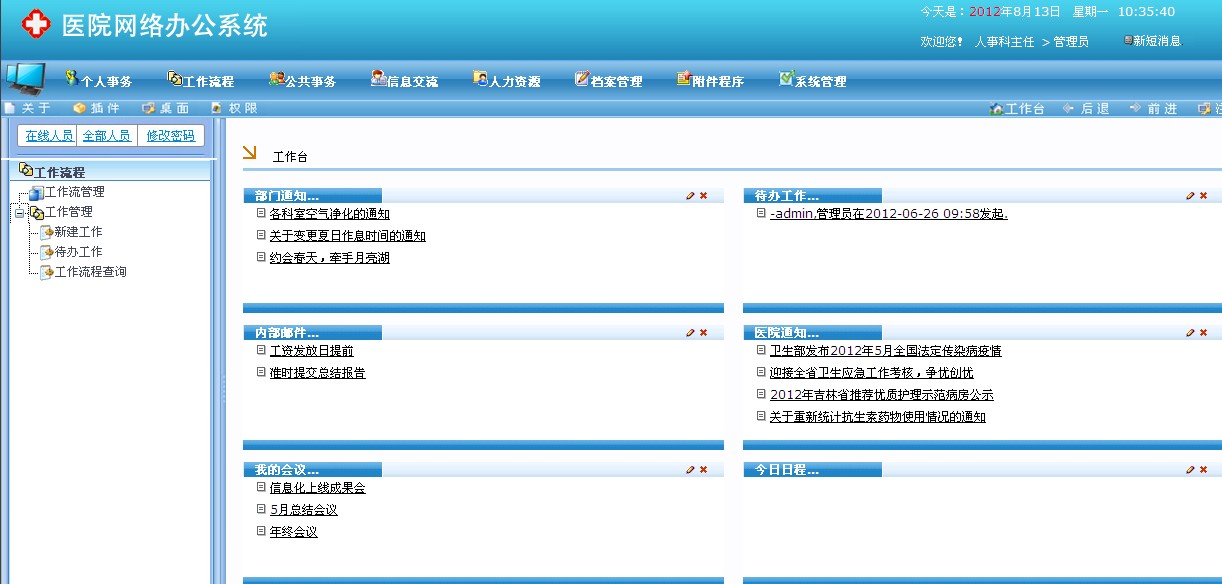 医院网络办公系统
今天是：2012年8月13日 星期一 10:35:40
欢迎您！ 人事科主任 > 管理员 新短消息
个人事务 工作流程 公共事务 信息交流 人力资源 档案管理 附件程序 系统管理
关于 插件 桌面 权限 工作台 后退 前进
在线人员 全部人员 修改密码
工作流程
工作流管理
工作管理
新建工作
待办工作
工作流程查询
工作台
部门通知...
各科室空气净化的通知
关于变更夏日作息时间的通知
约会春天，牵手月亮湖
待办工作...
-admin,管理员在2012-06-26 09:58发起.
内部邮件...
工资发放日提前
准时提交总结报告
医院通知...
卫生部发布2012年5月全国法定传染病疫情
迎接全省卫生应急工作考核，争优创优
2012年吉林省推荐优质护理示范病房公示
关于重新统计抗生素药物使用情况的通知
我的会议...
信息化上线成果会
5月总结会议
年终会议
今日日程...